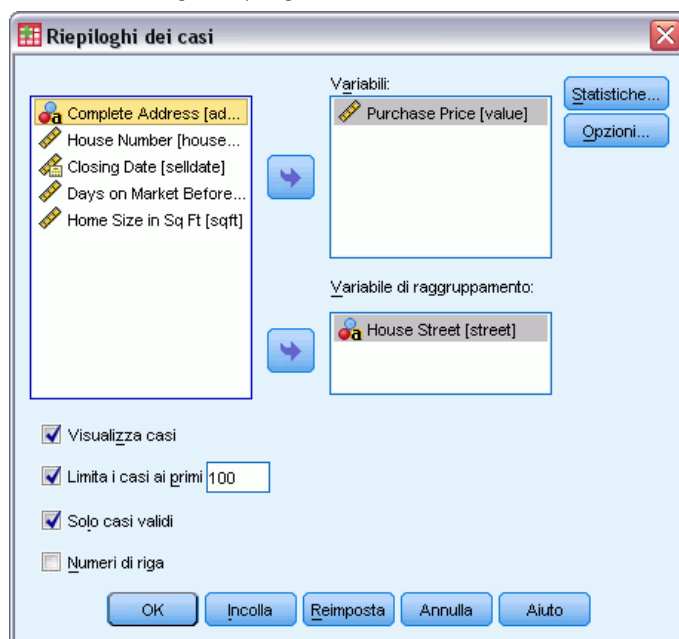 Riepiloghi dei casi
Variabili:
Complete Address [ad...
House Number [house...
Closing Date [selldate]
Days on Market Before...
Home Size in Sq Ft [sqft]
Purchase Price [value]
Statistiche...
Opzioni...
Variabile di raggruppamento:
House Street [street]
Visualizza casi
Limita i casi ai primi 100
Solo casi validi
Numeri di riga
OK Incolla Reimposta Annulla Aiuto